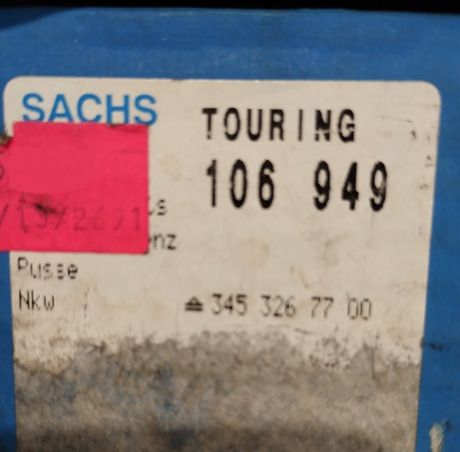 SACHS
TOURING
106 949
nz
Pusse
Nkw
≙ 345 326 77 00